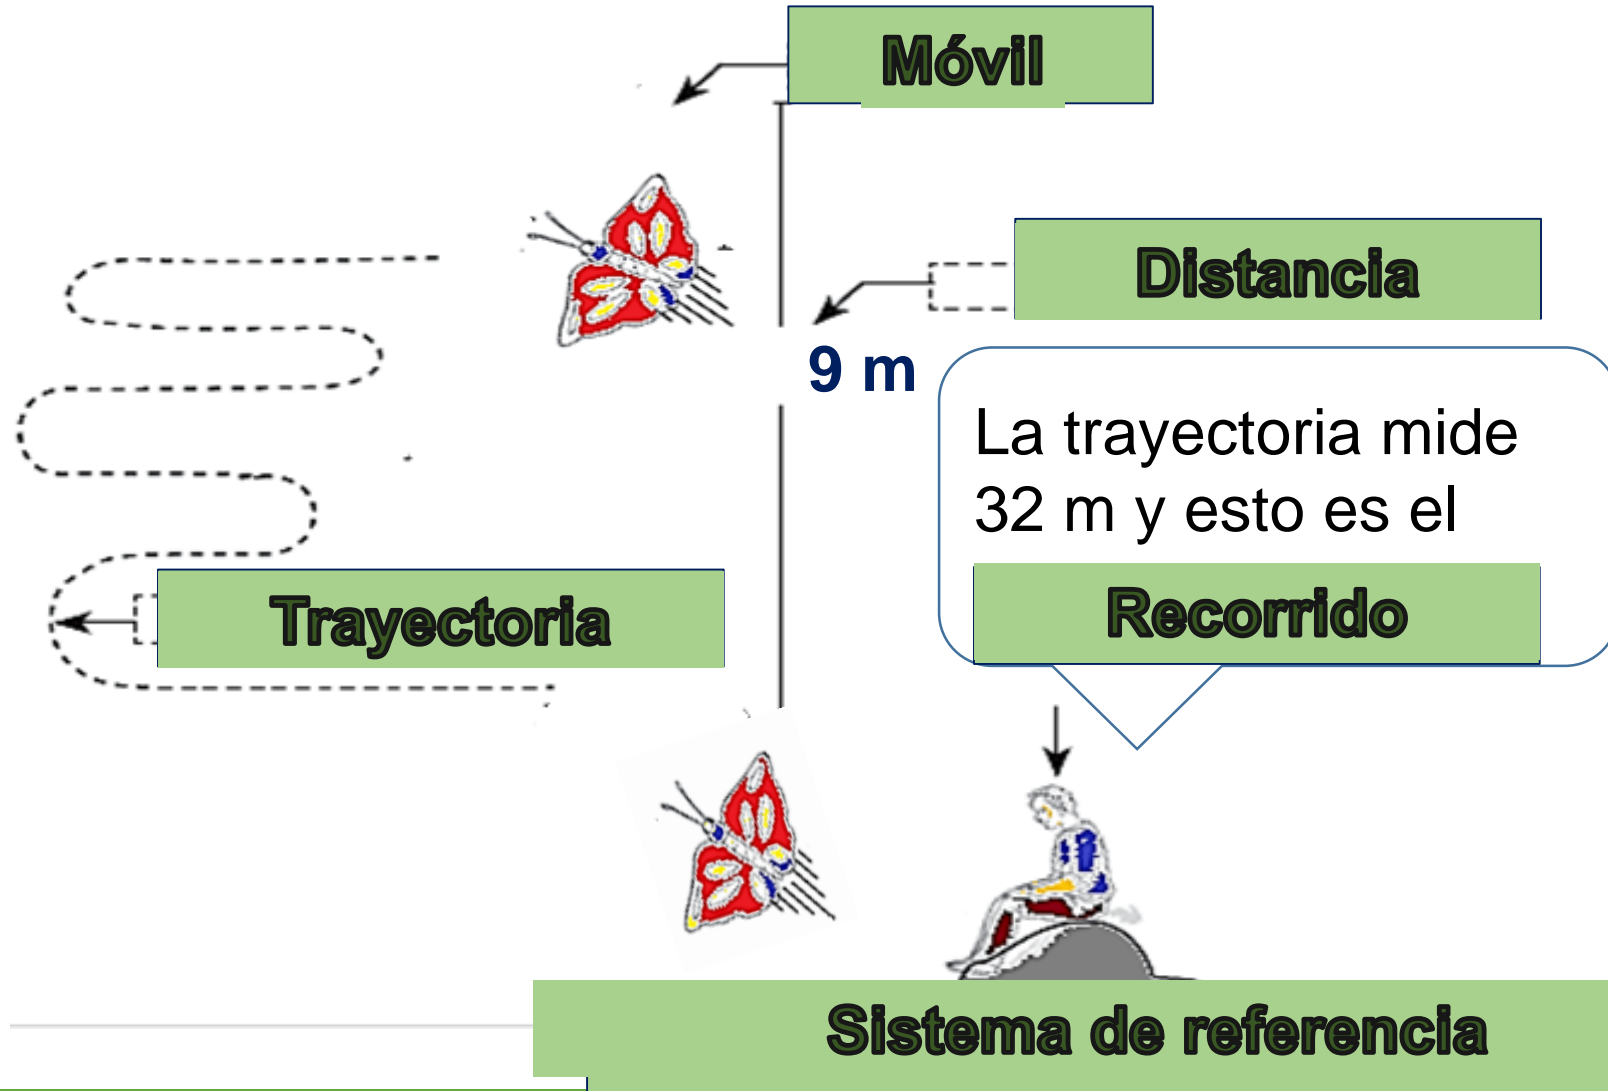 Móvil
Distancia
9 m
La trayectoria mide
32 m y esto es el
Recorrido
Trayectoria
Sistema de referencia